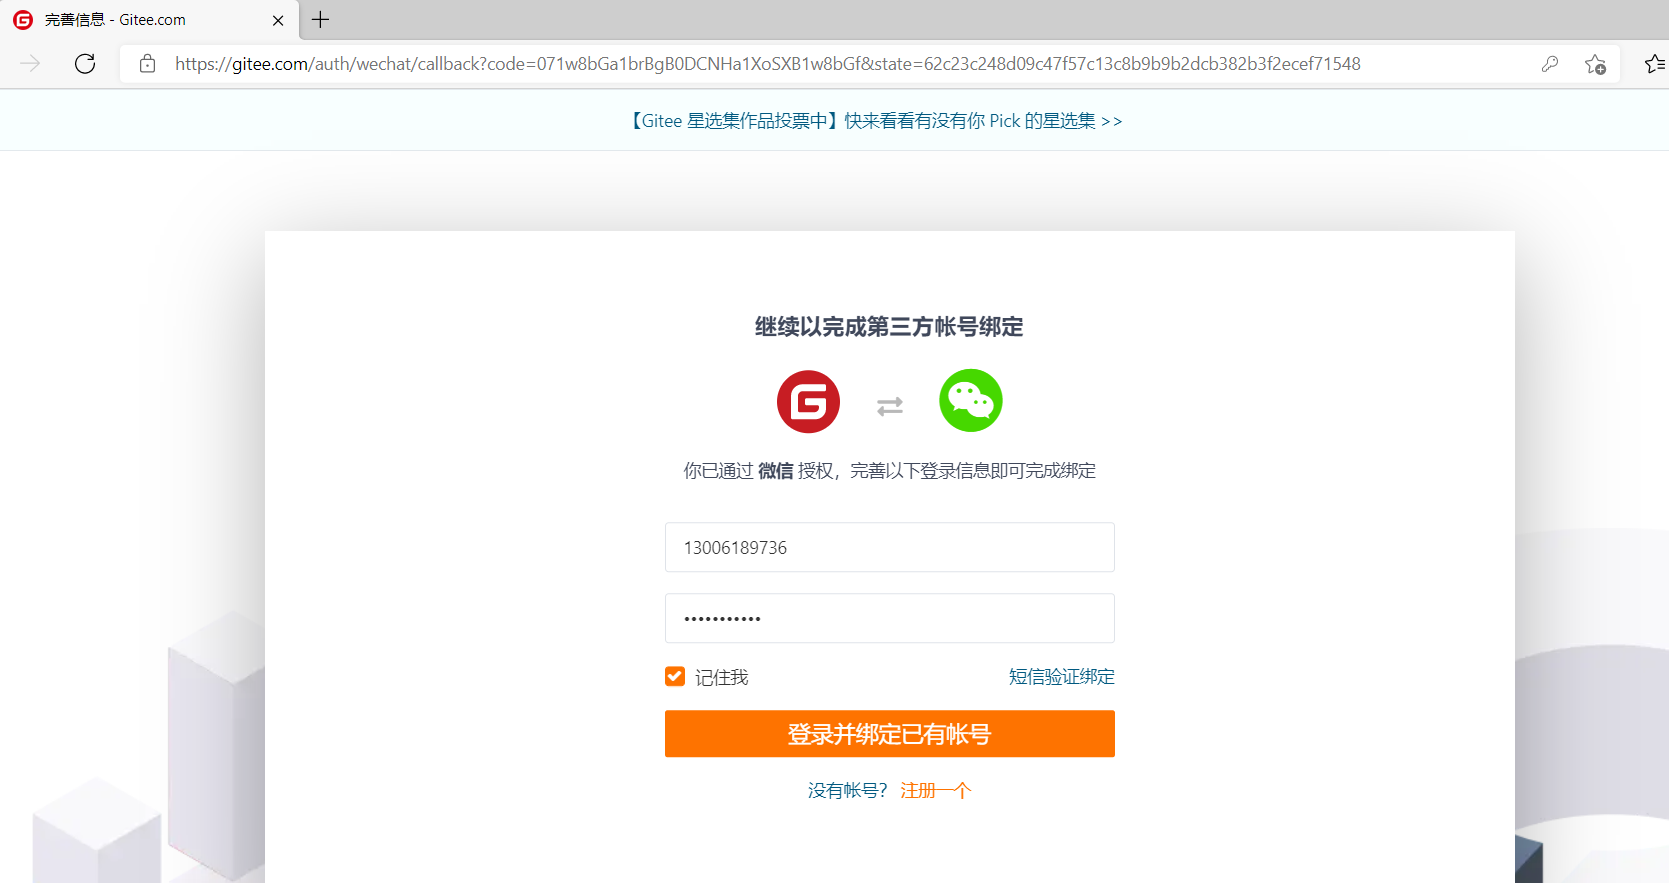 完善信息 - Gitee.com
https://gitee.com/auth/wechat/callback?code=071w8bGa1brBgB0DCNHa1XoSXB1w8bGf&state=62c23c248d09c47f57c13c8b9b9b2dcb382b3f2ecef71548
【Gitee 星选集作品投票中】快来看看有没有你 Pick 的星选集 >>
继续以完成第三方帐号绑定
你已通过 微信 授权，完善以下登录信息即可完成绑定
13006189736
•••••••••••
记住我 短信验证绑定
登录并绑定已有帐号
没有帐号? 注册一个